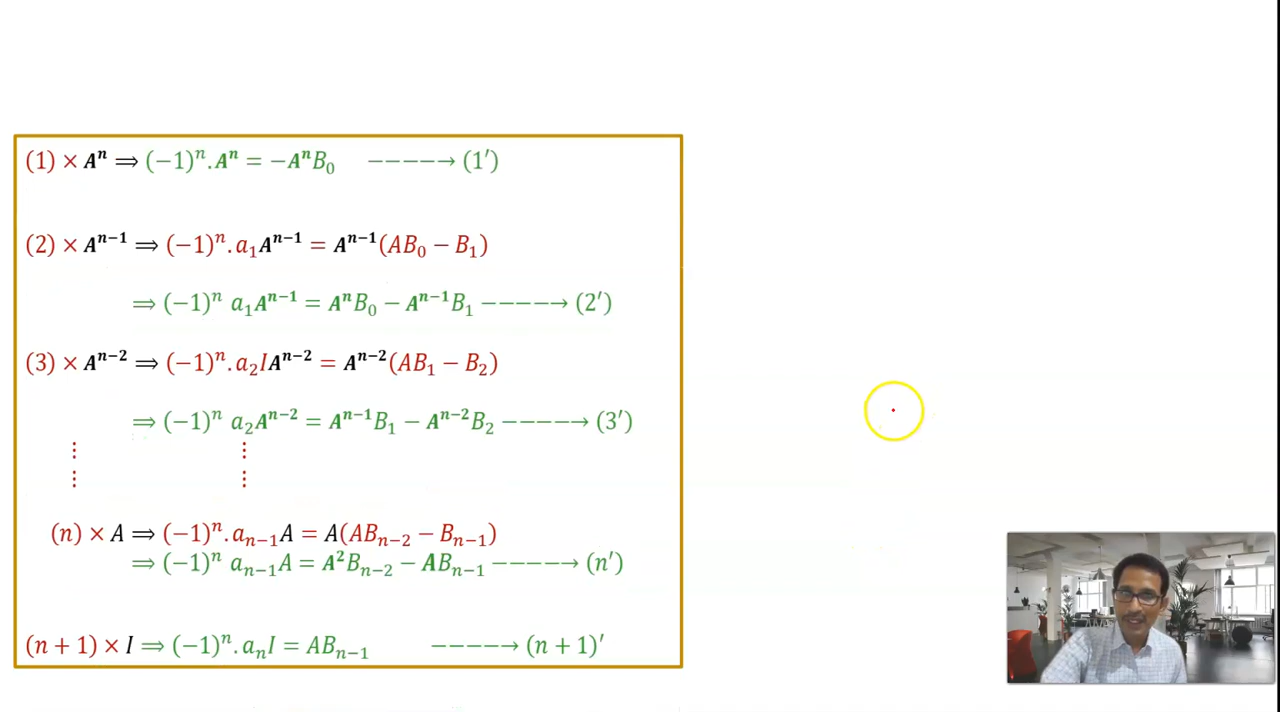 (1) × Aⁿ ⟹ (−1)ⁿ.Aⁿ = −AⁿB₀ −−−−−→ (1′)
(2) × Aⁿ⁻¹ ⟹ (−1)ⁿ.a₁Aⁿ⁻¹ = Aⁿ⁻¹(AB₀ − B₁)
⟹ (−1)ⁿ a₁Aⁿ⁻¹ = AⁿB₀ − Aⁿ⁻¹B₁ −−−−−→ (2′)
(3) × Aⁿ⁻² ⟹ (−1)ⁿ.a₂IAⁿ⁻² = Aⁿ⁻²(AB₁ − B₂)
⟹ (−1)ⁿ a₂Aⁿ⁻² = Aⁿ⁻¹B₁ − Aⁿ⁻²B₂ −−−−−→ (3′)
⋮ ⋮
⋮ ⋮
(n) × A ⟹ (−1)ⁿ.aₙ₋₁A = A(ABₙ₋₂ − Bₙ₋₁)
⟹ (−1)ⁿ aₙ₋₁A = A²Bₙ₋₂ − ABₙ₋₁ −−−−−→ (n′)
(n + 1) × I ⟹ (−1)ⁿ.aₙI = ABₙ₋₁ −−−−−→ (n + 1)′